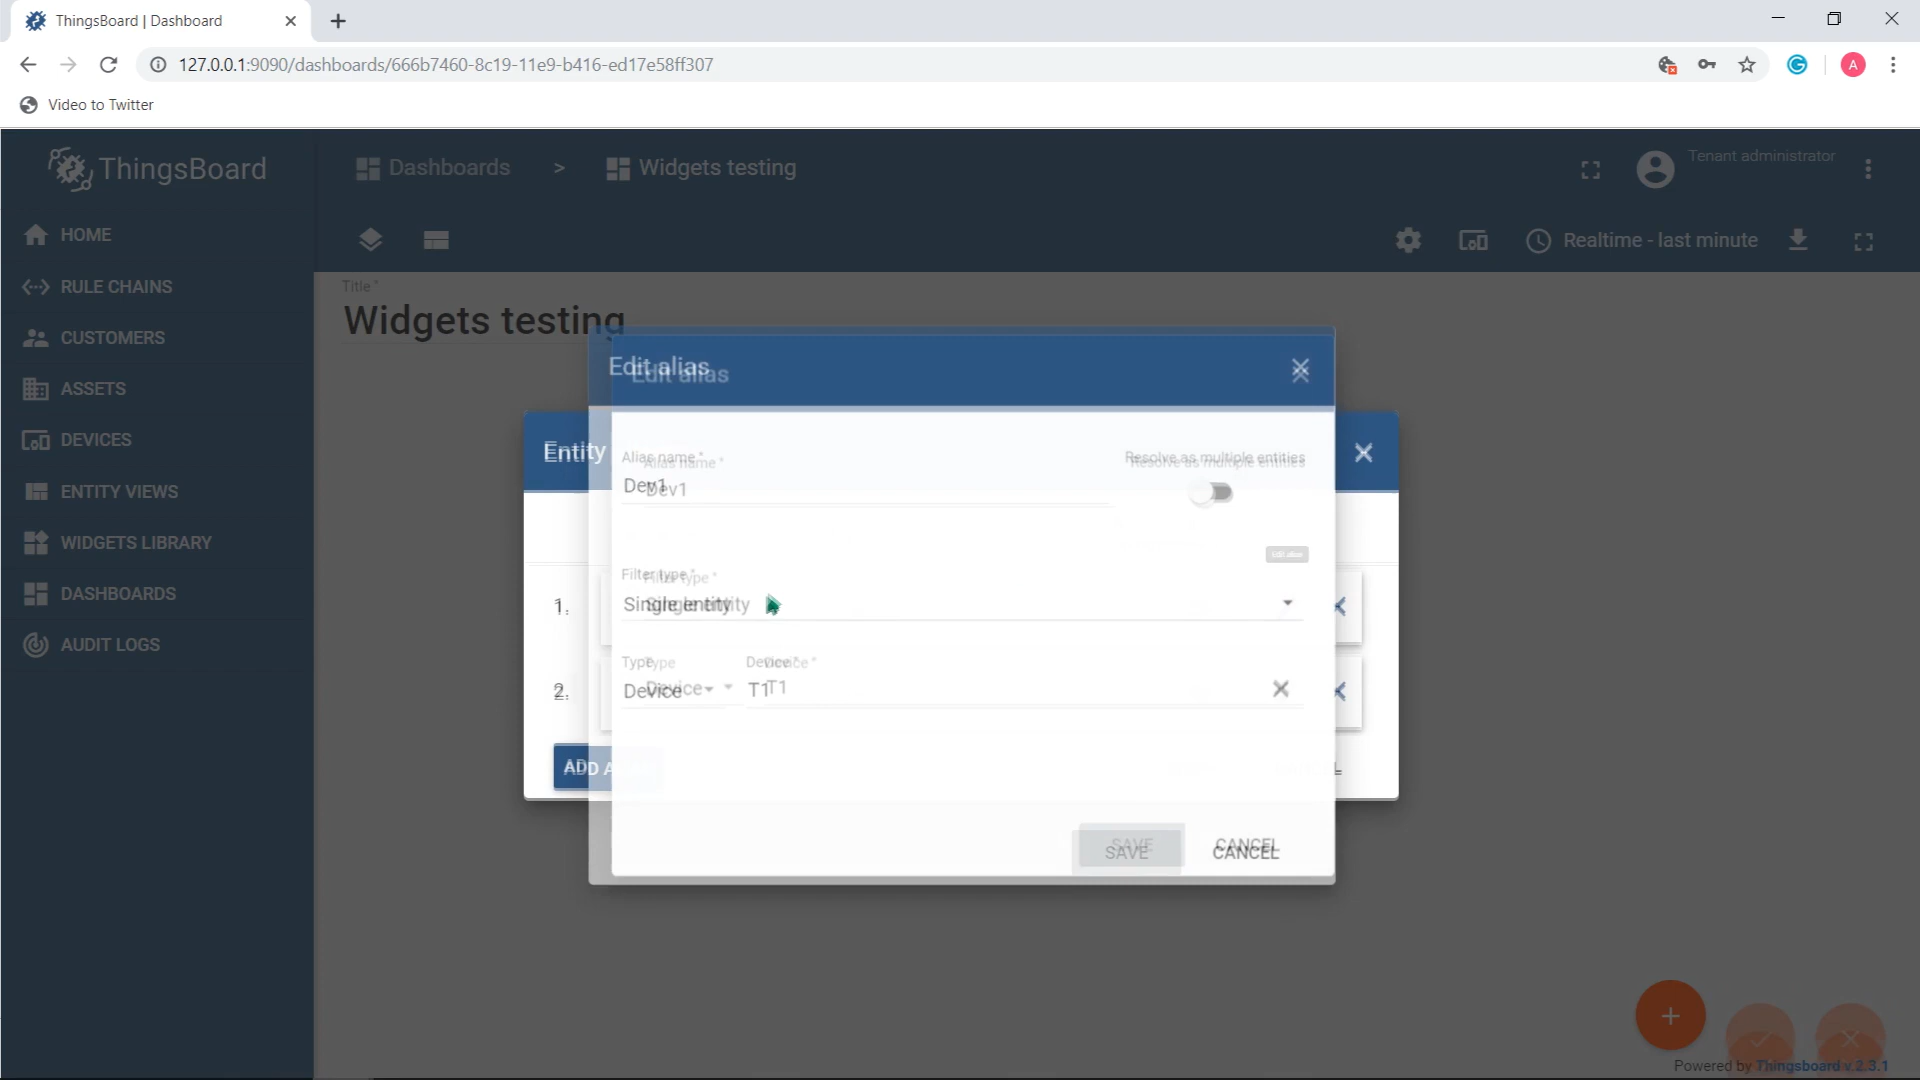 ThingsBoard | Dashboard
127.0.0.1:9090/dashboards/666b7460-8c19-11e9-b416-ed17e58ff307
Video to Twitter
ThingsBoard
Dashboards > Widgets testing
Tenant administrator
HOME
RULE CHAINS
CUSTOMERS
ASSETS
DEVICES
ENTITY VIEWS
WIDGETS LIBRARY
DASHBOARDS
AUDIT LOGS
Realtime - last minute
Title *
Widgets testing
Entity
1.
2.
Edit alias
Alias name *
Dev1
Resolve as multiple entities
Edit alias
Filter type *
Single entity
Type
Device
Device *
T1
SAVE
CANCEL
Powered by Thingsboard v.2.3.1